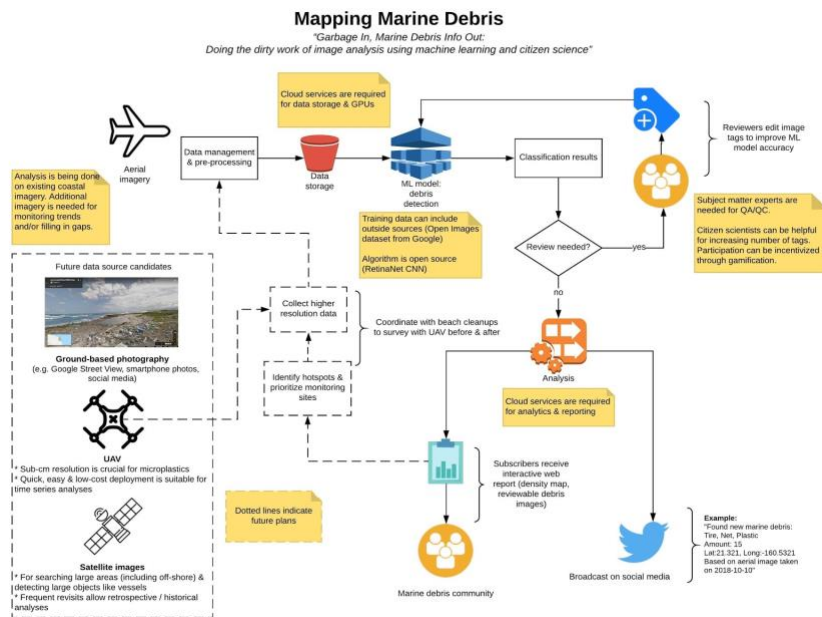 Mapping Marine Debris
"Garbage In, Marine Debris Info Out:
Doing the dirty work of image analysis using machine learning and citizen science"
Cloud services are required
for data storage & GPUs
Aerial
imagery
Data management
& pre-processing
Data
storage
ML model:
debris
detection
Classification results
Reviewers edit image
tags to improve ML
model accuracy
Analysis is being done
on existing coastal
imagery. Additional
imagery is needed for
monitoring trends
and/or filling in gaps.
Training data can include
outside sources (Open Images
dataset from Google)
Algorithm is open source
(RetinaNet CNN)
Review needed?
yes
no
Subject matter experts are
needed for QA/QC.
Citizen scientists can be helpful
for increasing number of tags.
Participation can be incentivized
through gamification.
Future data source candidates
Ground-based photography
(e.g. Google Street View, smartphone photos,
social media)
UAV
* Sub-cm resolution is crucial for microplastics
* Quick, easy & low-cost deployment is suitable for
time series analyses
Satellite images
* For searching large areas (including off-shore) &
detecting large objects like vessels
* Frequent revisits allow retrospective / historical
analyses
Collect higher
resolution data
Coordinate with beach cleanups
to survey with UAV before & after
Identify hotspots &
prioritize monitoring
sites
Dotted lines indicate
future plans
Analysis
Cloud services are required
for analytics & reporting
Subscribers receive
interactive web
report (density map,
reviewable debris
images)
Marine debris community
Broadcast on social media
Example:
"Found new marine debris:
Tire, Net, Plastic
Amount: 15
Lat:21.321, Long:-160.5321
Based on aerial image taken
on 2018-10-10"